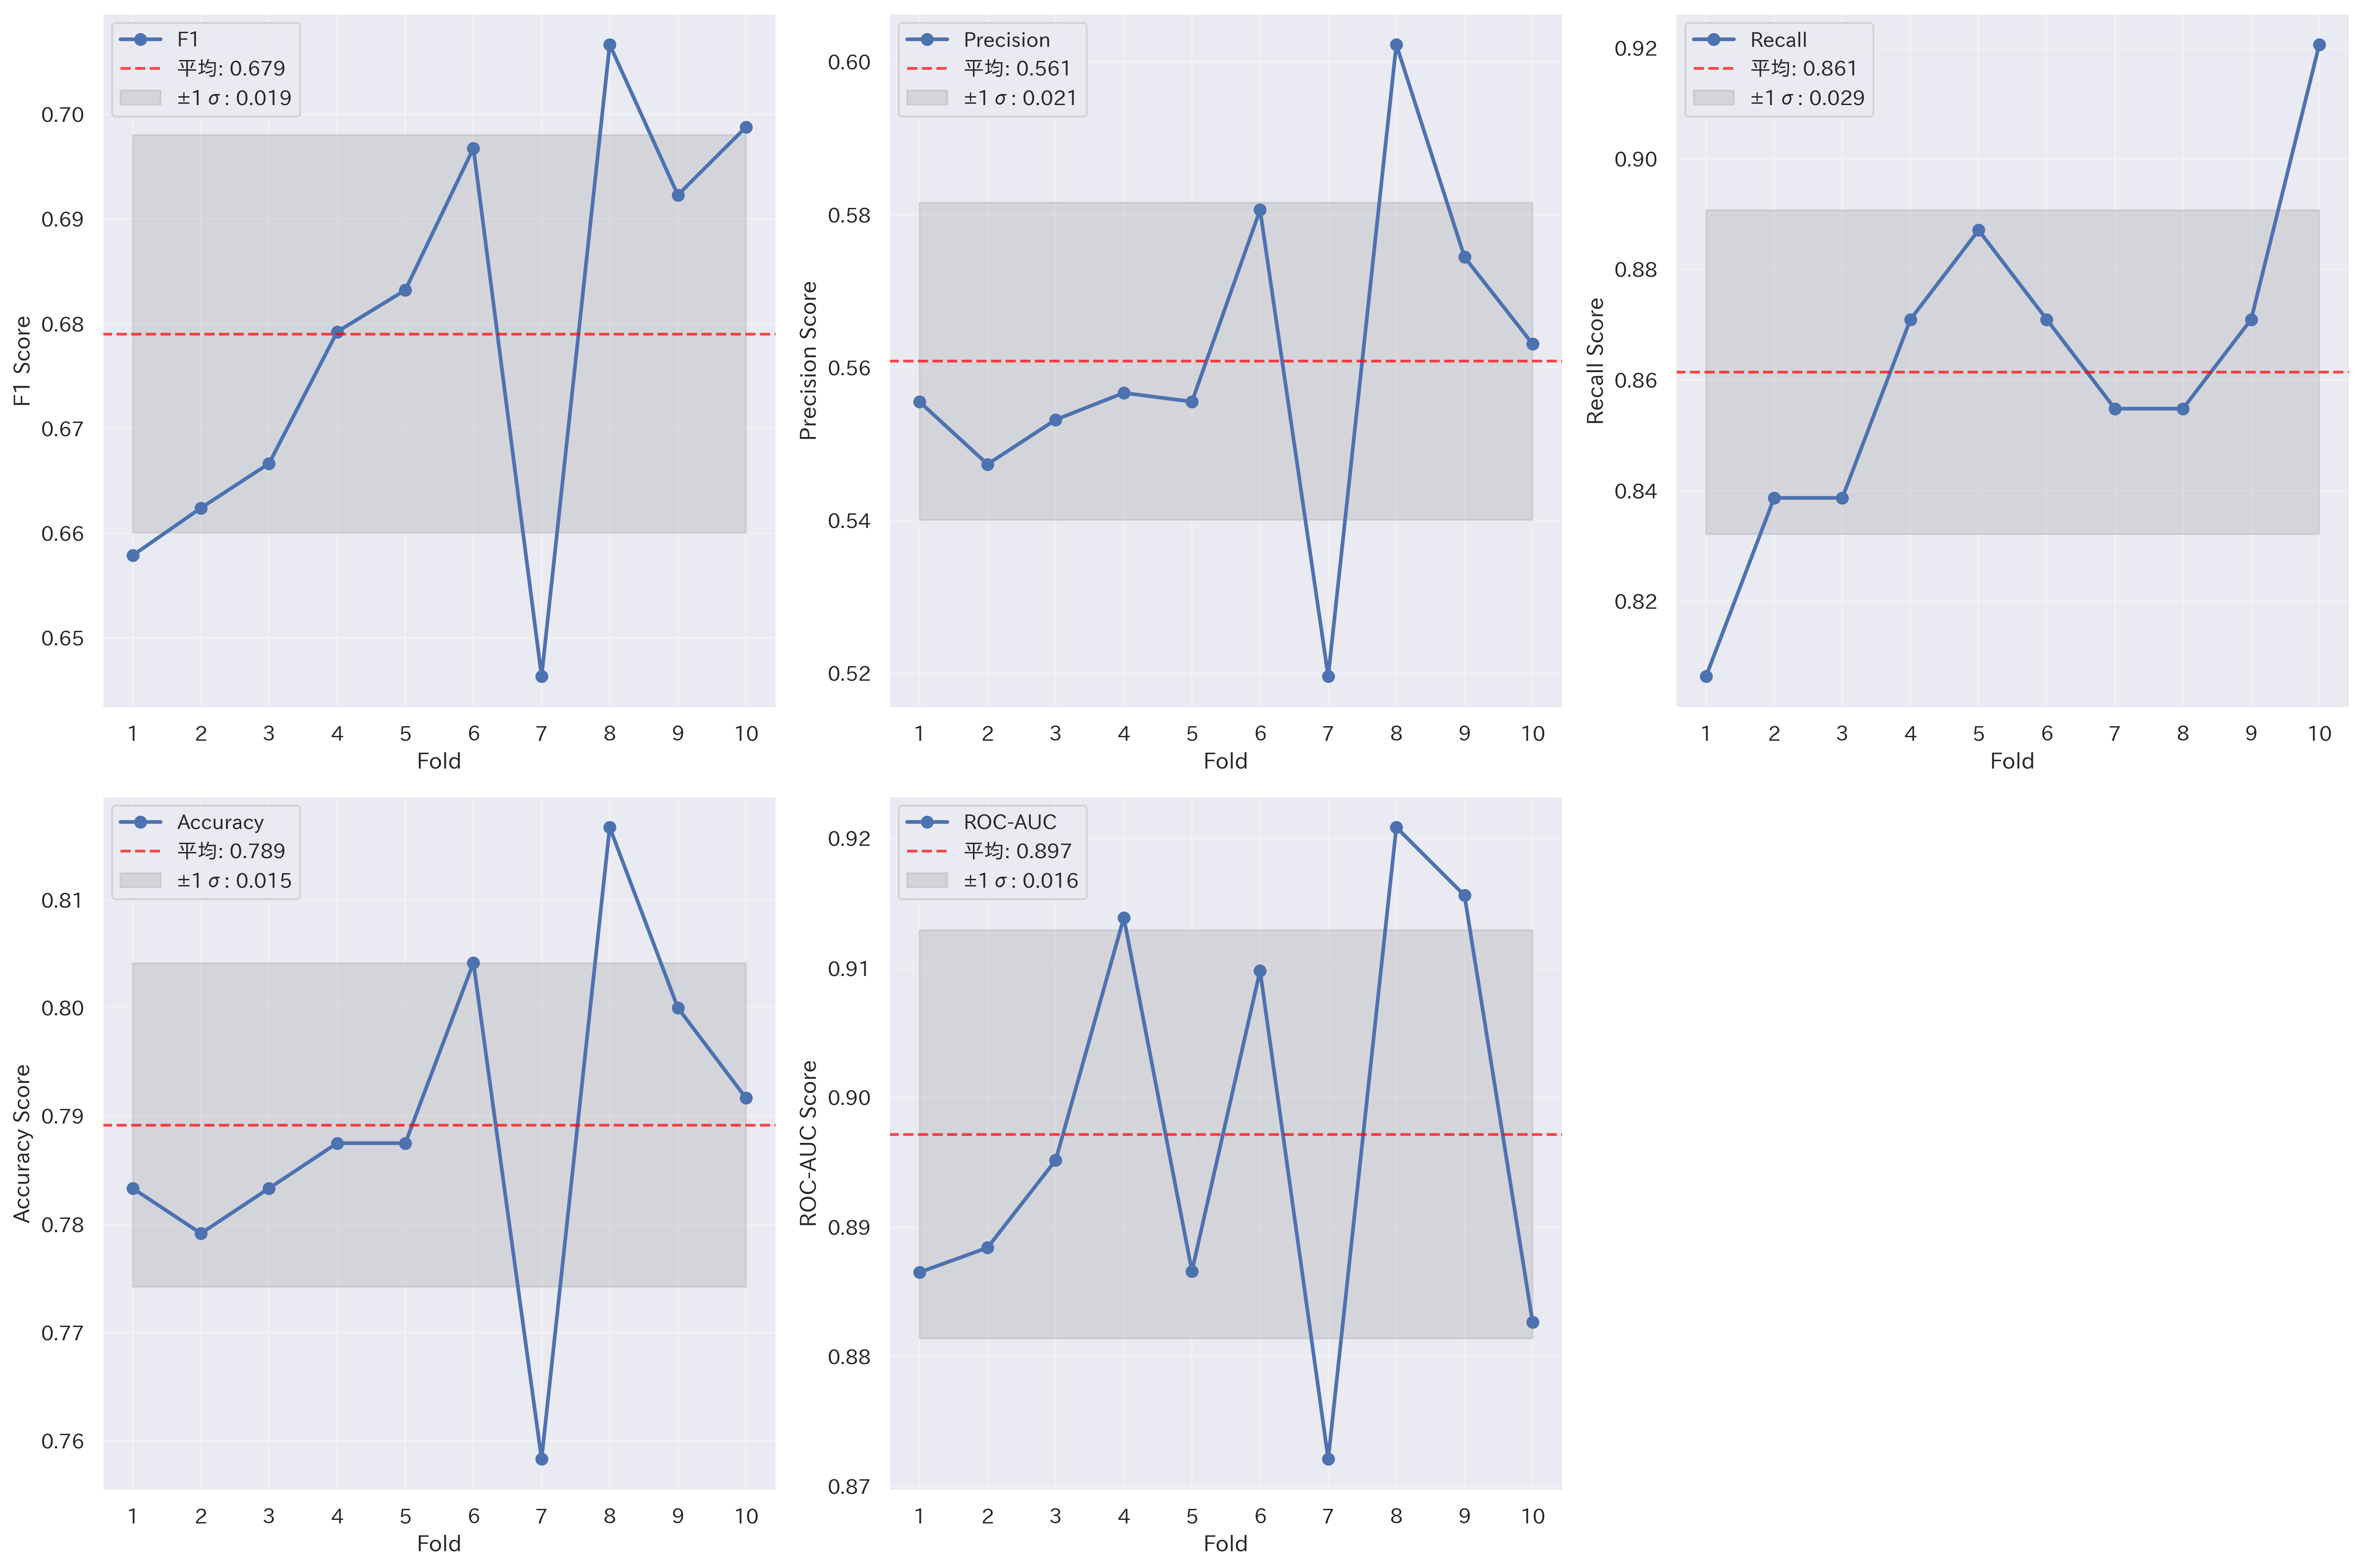 F1
平均: 0.679
±1σ: 0.019
0.70
0.69
0.68
0.67
0.66
0.65
F1 Score
1 2 3 4 5 6 7 8 9 10
Fold
Precision
平均: 0.561
±1σ: 0.021
0.60
0.58
0.56
0.54
0.52
Precision Score
1 2 3 4 5 6 7 8 9 10
Fold
Recall
平均: 0.861
±1σ: 0.029
0.92
0.90
0.88
0.86
0.84
0.82
Recall Score
1 2 3 4 5 6 7 8 9 10
Fold
Accuracy
平均: 0.789
±1σ: 0.015
0.81
0.80
0.79
0.78
0.77
0.76
Accuracy Score
1 2 3 4 5 6 7 8 9 10
Fold
ROC-AUC
平均: 0.897
±1σ: 0.016
0.92
0.91
0.90
0.89
0.88
0.87
ROC-AUC Score
1 2 3 4 5 6 7 8 9 10
Fold